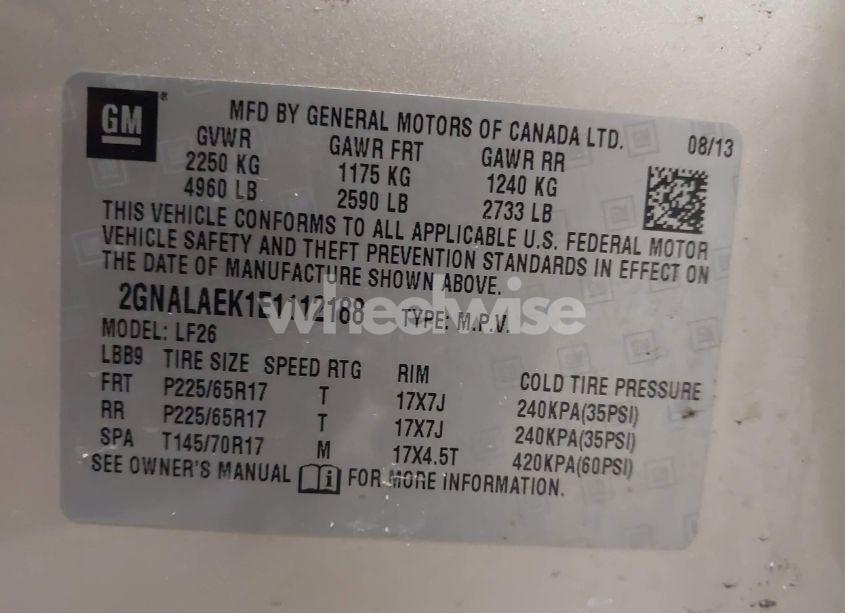 GM® MFD BY GENERAL MOTORS OF CANADA LTD. 08/13
GVWR GAWR FRT GAWR RR
2250 KG 1175 KG 1240 KG
4960 LB 2590 LB 2733 LB
THIS VEHICLE CONFORMS TO ALL APPLICABLE U.S. FEDERAL MOTOR
VEHICLE SAFETY AND THEFT PREVENTION STANDARDS IN EFFECT ON
THE DATE OF MANUFACTURE SHOWN ABOVE.
2GNALAEK1E1112188 TYPE: M.P.V.
wheelwise
MODEL: LF26
LBB9 TIRE SIZE SPEED RTG RIM COLD TIRE PRESSURE
FRT P225/65R17 T 17X7J 240KPA(35PSI)
RR P225/65R17 T 17X7J 240KPA(35PSI)
SPA T145/70R17 M 17X4.5T 420KPA(60PSI)
SEE OWNER'S MANUAL i FOR MORE INFORMATION.